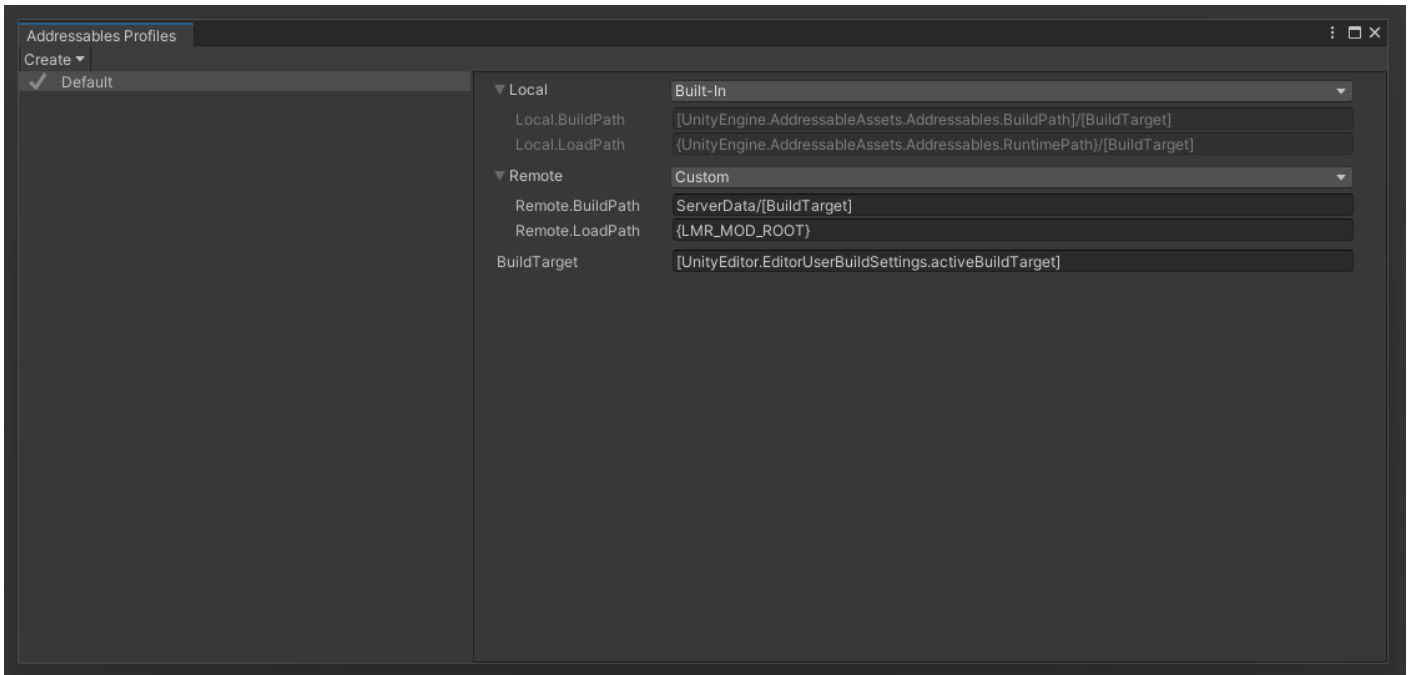 Addressables Profiles
Create
Default
Local Built-In
Local.BuildPath [UnityEngine.AddressableAssets.Addressables.BuildPath]/[BuildTarget]
Local.LoadPath {UnityEngine.AddressableAssets.Addressables.RuntimePath}/[BuildTarget]
Remote Custom
Remote.BuildPath ServerData/[BuildTarget]
Remote.LoadPath {LMR_MOD_ROOT}
BuildTarget [UnityEditor.EditorUserBuildSettings.activeBuildTarget]